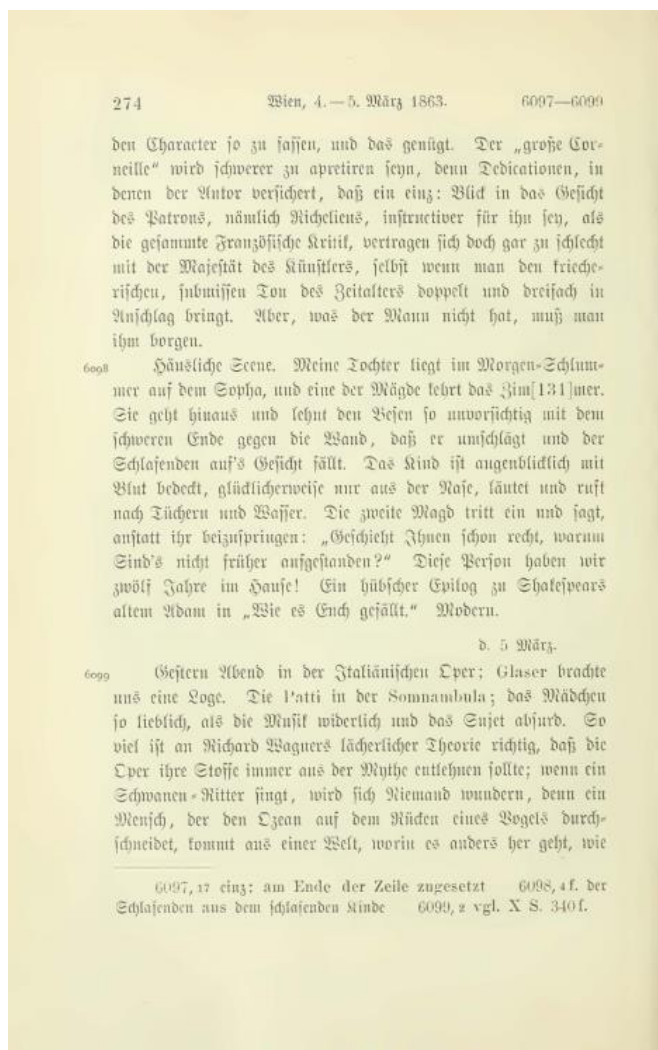 274 Wien, 4.—5. März 1863. 6097—6099
den Character so zu fassen, und das genügt. Der „große Cor-
neille“ wird schwerer zu apretiren seyn, denn Dedicationen, in
denen der Autor versichert, daß ein einz: Blick in das Gesicht
des Patrons, nämlich Richelieus, instructiver für ihn sey, als
die gesammte Französische Kritik, vertragen sich doch gar zu schlecht
mit der Majestät des Künstlers, selbst wenn man den krieche-
rischen, submissen Ton des Zeitalters doppelt und dreifach in
Anschlag bringt. Aber, was der Mann nicht hat, muß man
ihm borgen.
6098 Häusliche Scene. Meine Tochter liegt im Morgen-Schlum-
mer auf dem Sopha, und eine der Mägde kehrt das Zim[131]mer.
Sie geht hinaus und lehnt den Besen so unvorsichtig mit dem
schweren Ende gegen die Wand, daß er umschlägt und der
Schlafenden auf's Gesicht fällt. Das Kind ist augenblicklich mit
Blut bedeckt, glücklicherweise nur aus der Nase, läutet und ruft
nach Tüchern und Wasser. Die zweite Magd tritt ein und sagt,
anstatt ihr beizuspringen: „Geschieht Ihnen schon recht, warum
Sind's nicht früher aufgestanden?“ Diese Person haben wir
zwölf Jahre im Hause! Ein hübscher Epilog zu Shakespears
altem Adam in „Wie es Euch gefällt.“ Modern.
d. 5 März.
6099 Gestern Abend in der Italiänischen Oper; Glaser brachte
uns eine Loge. Die Patti in der Somnambula; das Mädchen
so lieblich, als die Musik widerlich und das Sujet absurd. So
viel ist an Richard Wagners lächerlicher Theorie richtig, daß die
Oper ihre Stoffe immer aus der Mythe entlehnen sollte; wenn ein
Schwanen-Ritter singt, wird sich Niemand wundern, denn ein
Mensch, der den Ozean auf dem Rücken eines Vogels durch-
schneidet, kommt aus einer Welt, worin es anders her geht, wie
6097, 17 einz: am Ende der Zeile zugesetzt 6098, 4 f. der
Schlafenden aus dem schlafenden Kinde 6099, 2 vgl. X S. 340 f.